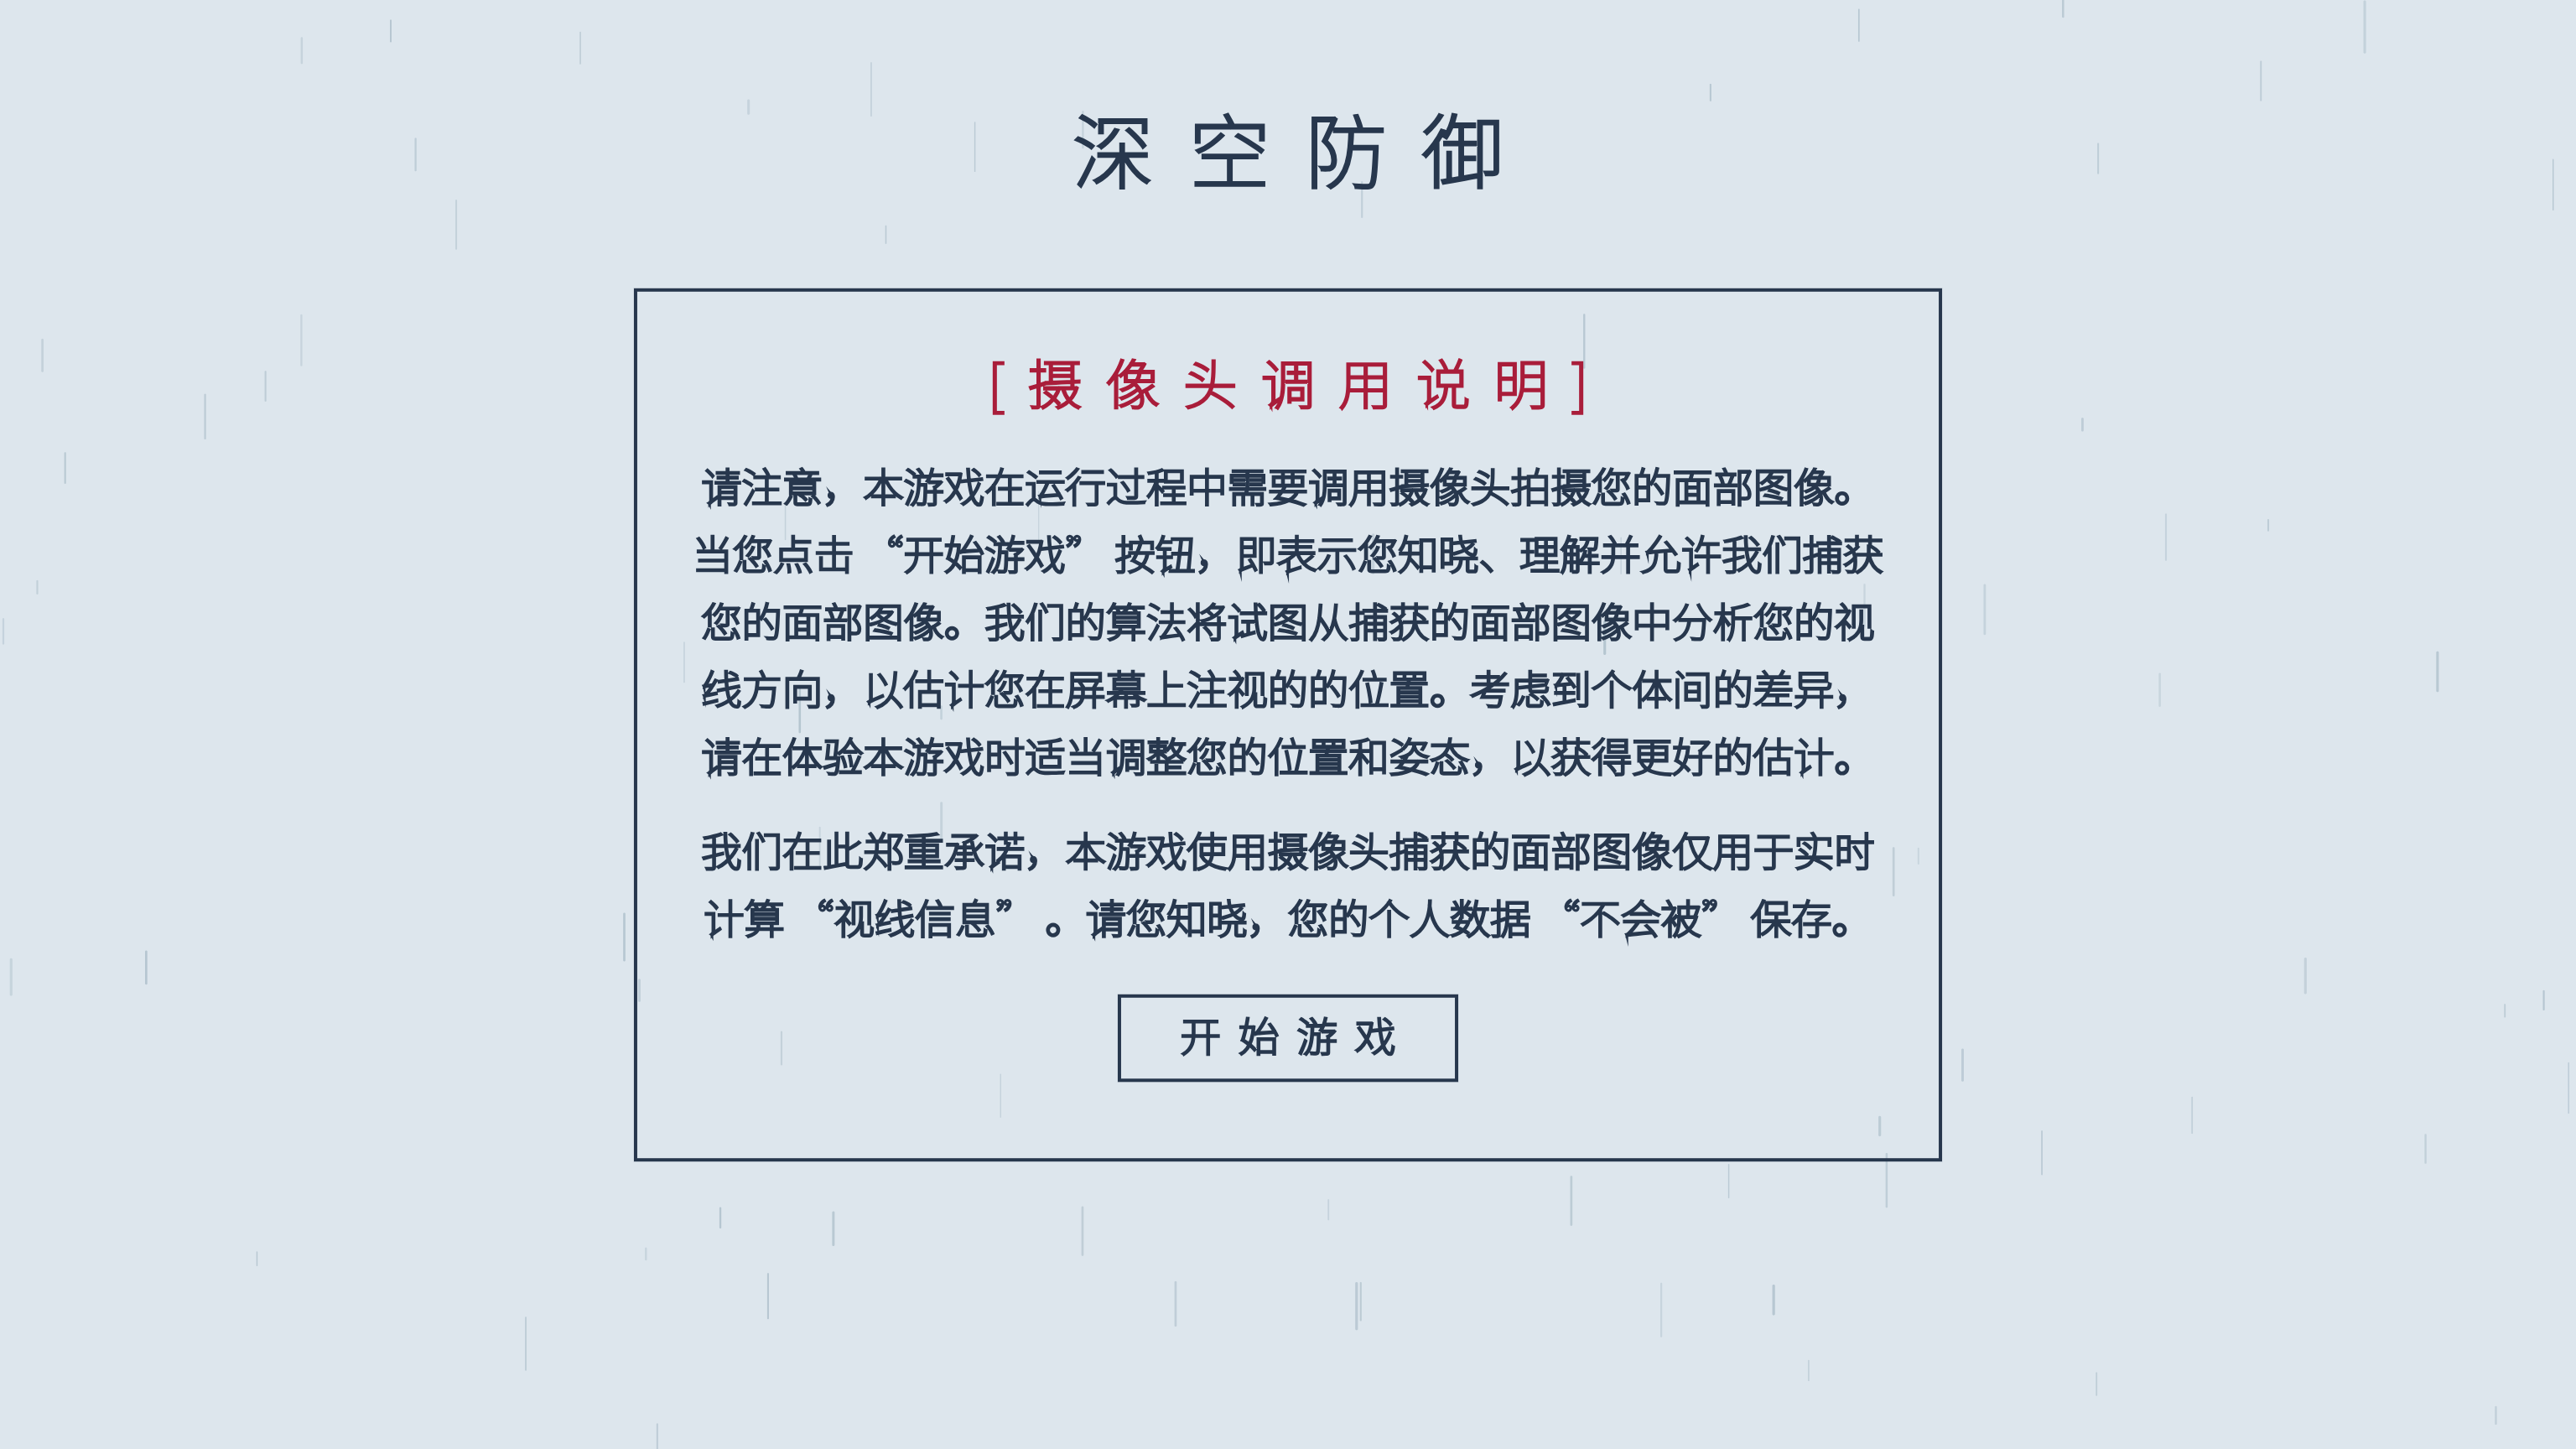 深空防御
[摄像头调用说明]
请注意，本游戏在运行过程中需要调用摄像头拍摄您的面部图像。
当您点击“开始游戏”按钮，即表示您知晓、理解并允许我们捕获
您的面部图像。我们的算法将试图从捕获的面部图像中分析您的视
线方向，以估计您在屏幕上注视的的位置。考虑到个体间的差异，
请在体验本游戏时适当调整您的位置和姿态，以获得更好的估计。
我们在此郑重承诺，本游戏使用摄像头捕获的面部图像仅用于实时
计算“视线信息”。请您知晓，您的个人数据“不会被”保存。
开始游戏